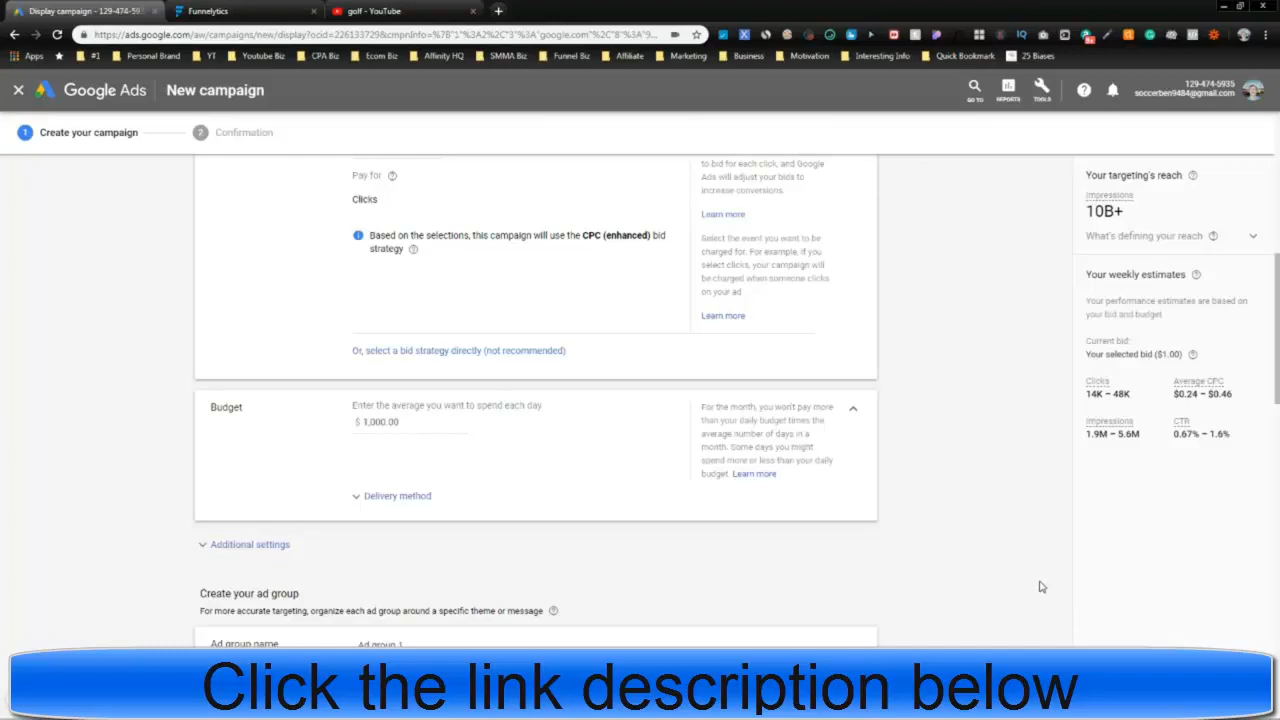 Display campaign - 129-474-59
Funnelytics
golf - YouTube
https://ads.google.com/aw/campaigns/new/display?ocid=226133729&cmpnInfo=%7B"1"%3A2%2C"3"%3A"google.com"%2C"8"%3A"9...
Apps
#1
Personal Brand
YT
Youtube Biz
CPA Biz
Ecom Biz
Affinity HQ
SMMA Biz
Funnel Biz
Affiliate
Marketing
Business
Motivation
Interesting Info
Quick Bookmark
25 Biases
Google Ads
New campaign
GO TO
REPORTS
TOOLS
129-474-5935
soccerben9484@gmail.com
1 Create your campaign
2 Confirmation
Pay for
Clicks
Based on the selections, this campaign will use the CPC (enhanced) bid
strategy
to bid for each click, and Google
Ads will adjust your bids to
increase conversions.
Learn more
Select the event you want to be
charged for. For example, if you
select clicks, your campaign will
be charged when someone clicks
on your ad
Learn more
Or, select a bid strategy directly (not recommended)
Budget
Enter the average you want to spend each day
$ 1,000.00
Delivery method
For the month, you won't pay more
than your daily budget times the
average number of days in a
month. Some days you might
spend more or less than your daily
budget. Learn more
Additional settings
Create your ad group
For more accurate targeting, organize each ad group around a specific theme or message
Ad group name
Ad group 1
Your targeting's reach
Impressions
10B+
What's defining your reach
Your weekly estimates
Your performance estimates are based on
your bid and budget
Current bid:
Your selected bid ($1.00)
Clicks
14K – 48K
Average CPC
$0.24 – $0.46
Impressions
1.9M – 5.6M
CTR
0.67% – 1.6%
Click the link description below